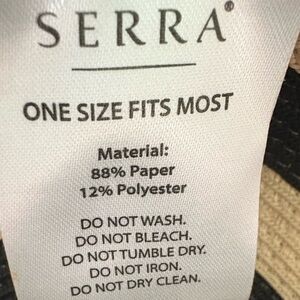 SERRA®
ONE SIZE FITS MOST
Material:
88% Paper
12% Polyester
DO NOT WASH.
DO NOT BLEACH.
DO NOT TUMBLE DRY.
DO NOT IRON.
DO NOT DRY CLEAN.